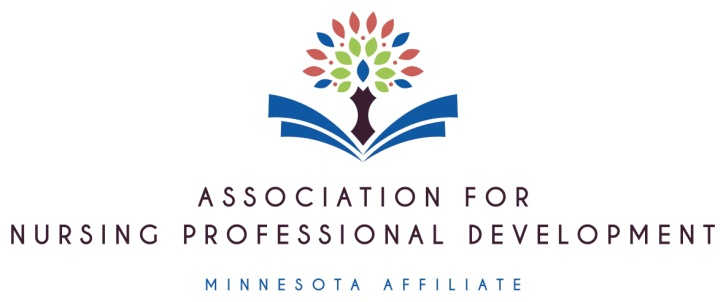 ASSOCIATION FOR
NURSING PROFESSIONAL DEVELOPMENT
MINNESOTA AFFILIATE